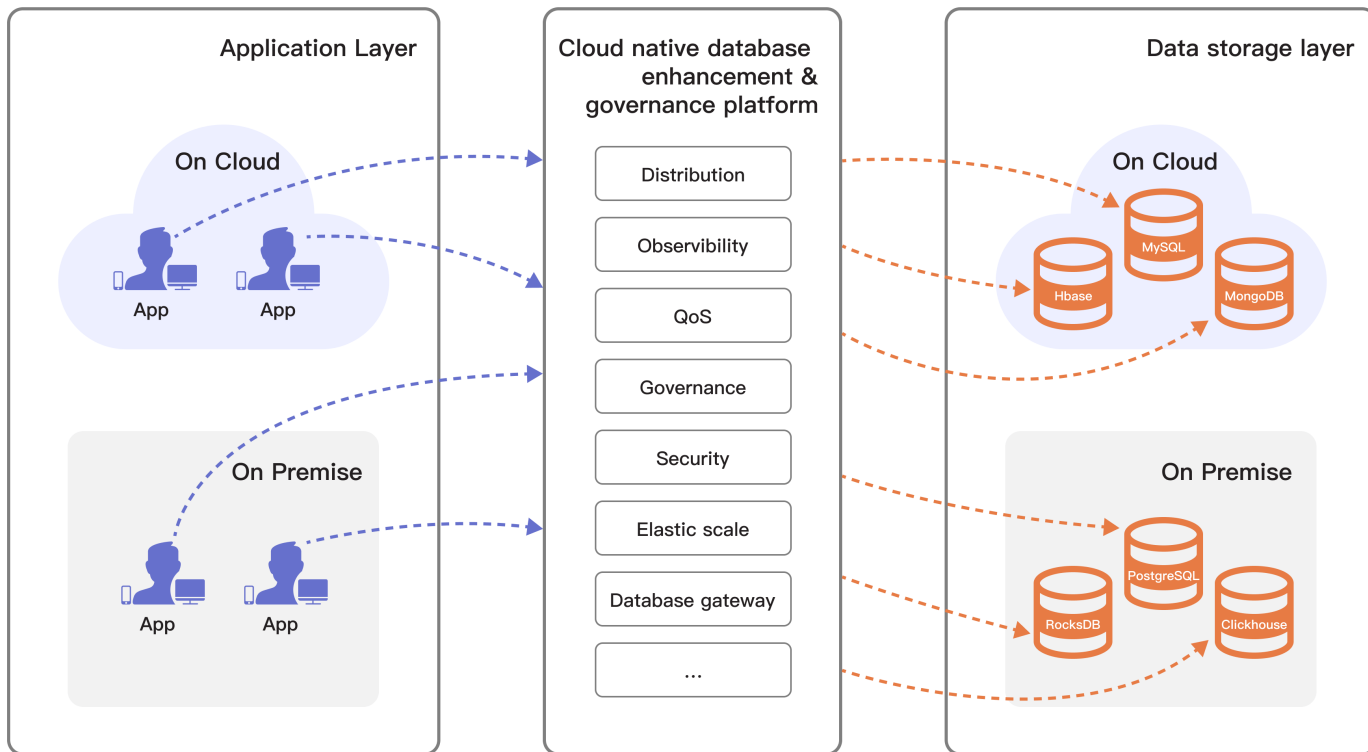 Application Layer
On Cloud
App
App
On Premise
App
App
Cloud native database
enhancement &
governance platform
Distribution
Observibility
QoS
Governance
Security
Elastic scale
Database gateway
...
Data storage layer
On Cloud
MySQL
Hbase
MongoDB
On Premise
PostgreSQL
RocksDB
Clickhouse